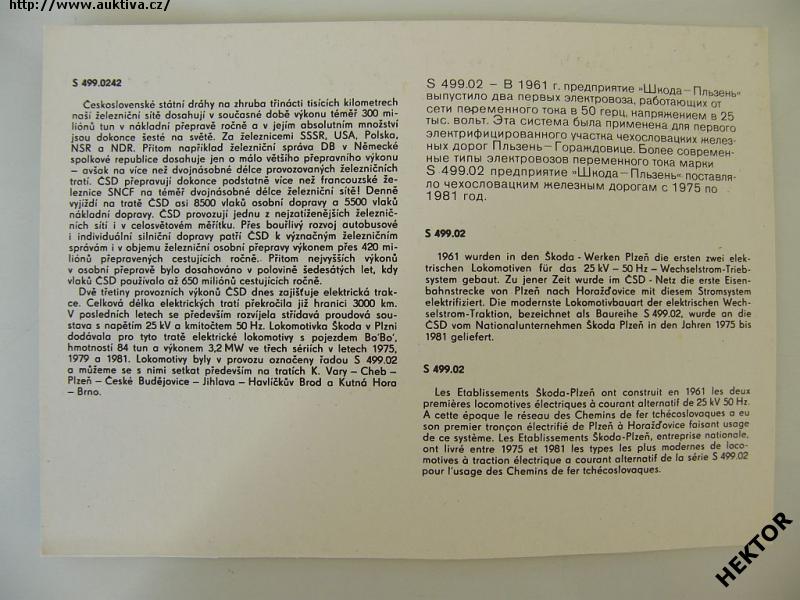 http://www.auktiva.cz/
S 499.0242
Československé státní dráhy na zhruba třinácti tisících kilometrech
naší železniční sítě dosahují v současné době výkonu téměř 300 mi-
liónů tun v nákladní přepravě ročně a v jejím absolutním množství
jsou dokonce šesté na světě. Za železnicemi SSSR, USA, Polska,
NSR a NDR. Přitom například železniční správa DB v Německé
spolkové republice dosahuje jen o málo většího přepravního výkonu
– avšak na více než dvojnásobné délce provozovaných železničních
tratí. ČSD přepravují dokonce podstatně více než francouzské že-
leznice SNCF na téměř dvojnásobné délce železniční sítě! Denně
vyjíždí na tratě ČSD asi 8500 vlaků osobní dopravy a 5500 vlaků
nákladní dopravy. ČSD provozují jednu z nejzatíženějších železnič-
ních sítí i v celosvětovém měřítku. Přes bouřlivý rozvoj autobusové
i individuální silniční dopravy patří ČSD k význačným železničním
správám i v objemu železniční osobní přepravy výkonem přes 420 mi-
liónů přepravených cestujících ročně. Přitom nejvyšších výkonů
v osobní přepravě bylo dosahováno v polovině šedesátých let, kdy
vlaků ČSD používalo až 650 miliónů cestujících ročně.
Dvě třetiny provozních výkonů ČSD dnes zajišťuje elektrická trak-
ce. Celková délka elektrických tratí překročila již hranici 3000 km.
V posledních letech se především rozvíjela střídavá proudová sou-
stava s napětím 25 kV a kmitočtem 50 Hz. Lokomotivka Škoda v Plzni
dodávala pro tyto tratě elektrické lokomotivy s pojezdem Bo'Bo',
hmotností 84 tun a výkonem 3,2 MW ve třech sériích v letech 1975,
1979 a 1981. Lokomotivy byly v provozu označeny řadou S 499.02
a můžeme se s nimi setkat především na tratích K. Vary – Cheb –
Plzeň – České Budějovice – Jihlava – Havlíčkův Brod a Kutná Hora
– Brno.
S 499.02 – В 1961 г. предприятие "Шкода–Пльзень"
выпустило два первых электровоза, работающих от
сети переменного тока в 50 герц, напряжением в 25
тыс. вольт. Эта система была применена для первого
электрифицированного участка чехословацких желез-
ных дорог Пльзень–Гораждовице. Более современ-
ные типы электровозов переменного тока марки
S 499.02 предприятие "Шкода–Пльзень" поставля-
ло чехословацким железным дорогам с 1975 по
1981 год.
S 499.02
1961 wurden in den Škoda - Werken Plzeň die ersten zwei elek-
trischen Lokomotiven für das 25 kV – 50 Hz – Wechselstrom-Trieb-
system gebaut. Zu jener Zeit wurde im ČSD - Netz die erste Eisen-
bahnstrecke von Plzeň nach Horažďovice mit diesem Stromsystem
elektrifiziert. Die modernste Lokomotivbauart der elektrischen Wech-
selstrom-Traktion, bezeichnet als Baureihe S 499.02, wurde an die
ČSD vom Nationalunternehmen Škoda Plzeň in den Jahren 1975 bis
1981 geliefert.
S 499.02
Les Etablissements Škoda-Plzeň ont construit en 1961 les deux
premières locomotives électriques à courant alternatif de 25 kV 50 Hz.
A cette époque le réseau des Chemins de fer tchécoslovaques a eu
son premier tronçon électrifié de Plzeň à Horažďovice faisant usage
de ce système. Les Etablissements Škoda-Plzeň, entreprise nationale,
ont livré entre 1975 et 1981 les types les plus modernes de loco-
motives à traction électrique a courant alternatif de la série S 499.02
pour l'usage des Chemins de fer tchécoslovaques.
HEKTOR